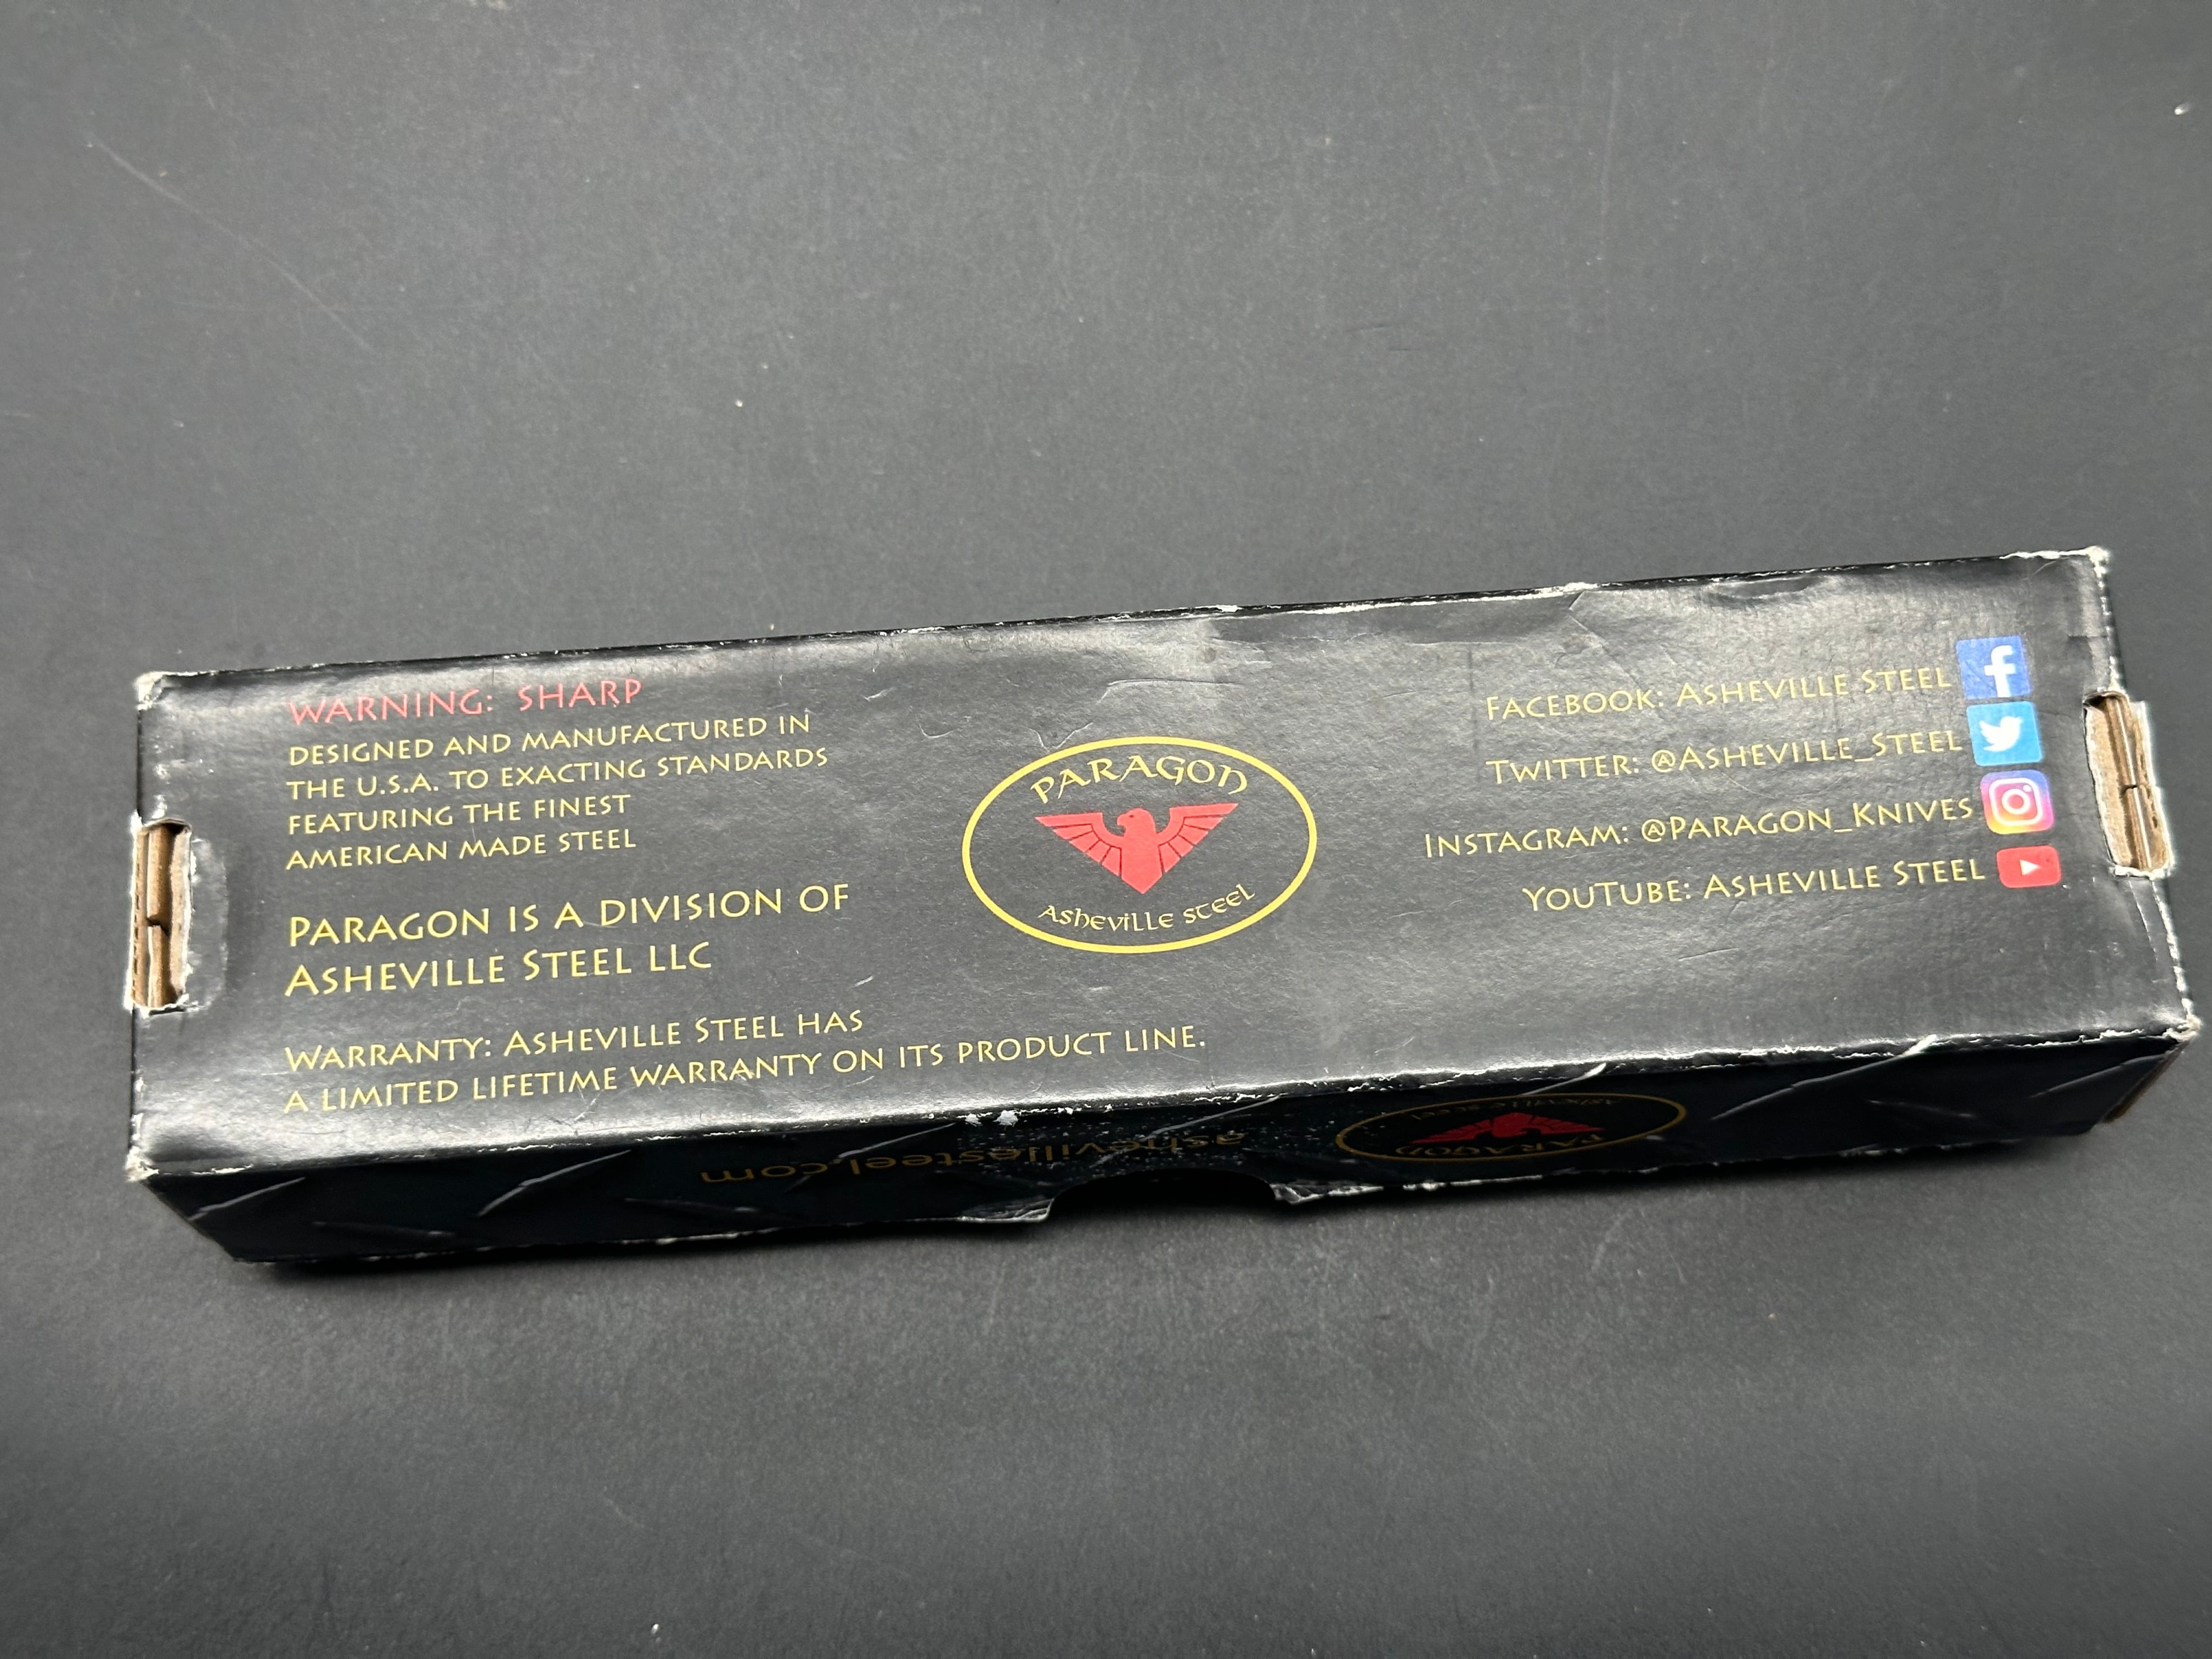 WARNING: SHARP
DESIGNED AND MANUFACTURED IN
THE U.S.A. TO EXACTING STANDARDS
FEATURING THE FINEST
AMERICAN MADE STEEL
PARAGON IS A DIVISION OF
ASHEVILLE STEEL LLC
WARRANTY: ASHEVILLE STEEL HAS
A LIMITED LIFETIME WARRANTY ON ITS PRODUCT LINE.
PARAGON
ASHEVILLE STEEL
FACEBOOK: ASHEVILLE STEEL
TWITTER: @ASHEVILLE_STEEL
INSTAGRAM: @PARAGON_KNIVES
YOUTUBE: ASHEVILLE STEEL
ashevillesteel.com
PARAGON
Asheville steel